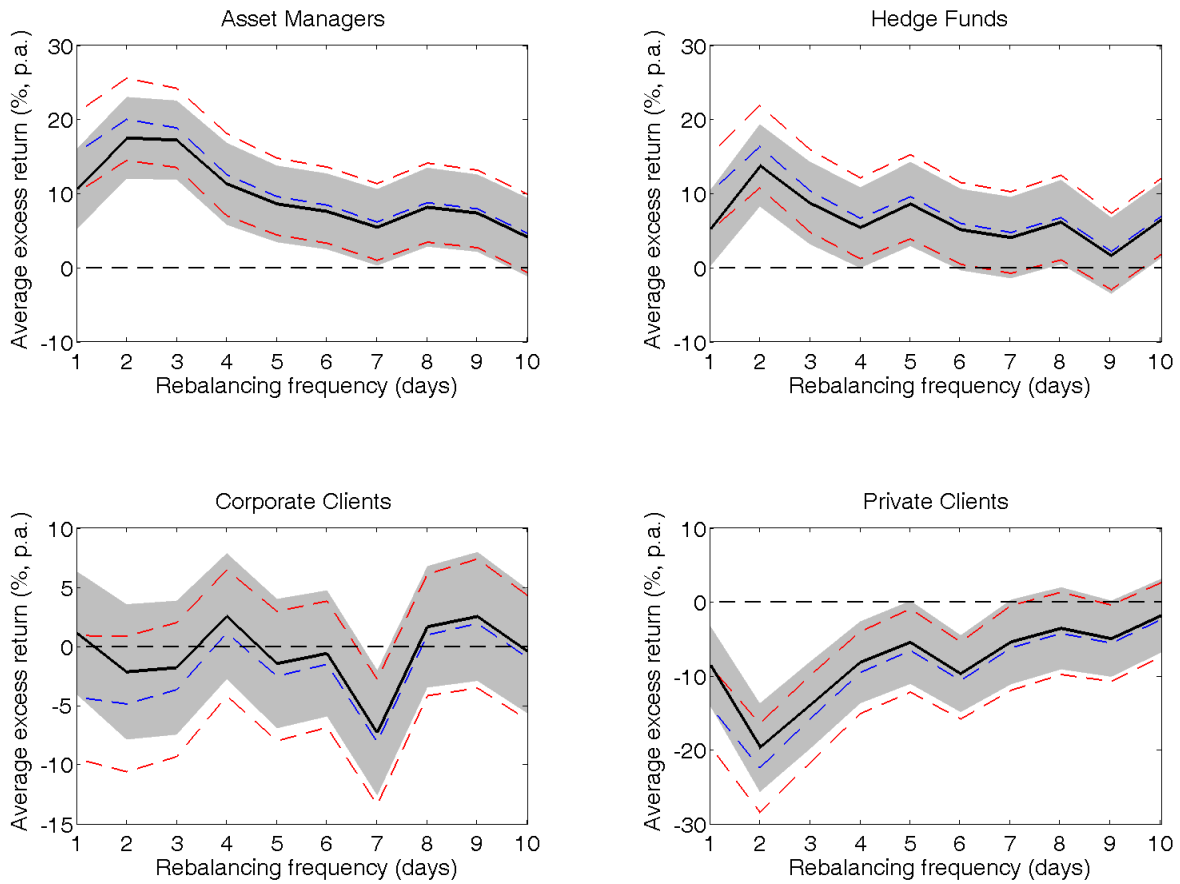 Asset Managers
Average excess return (%, p.a.)
30
20
10
0
-10
1 2 3 4 5 6 7 8 9 10
Rebalancing frequency (days)
Hedge Funds
Average excess return (%, p.a.)
30
20
10
0
-10
1 2 3 4 5 6 7 8 9 10
Rebalancing frequency (days)
Corporate Clients
Average excess return (%, p.a.)
10
5
0
-5
-10
-15
1 2 3 4 5 6 7 8 9 10
Rebalancing frequency (days)
Private Clients
Average excess return (%, p.a.)
10
0
-10
-20
-30
1 2 3 4 5 6 7 8 9 10
Rebalancing frequency (days)